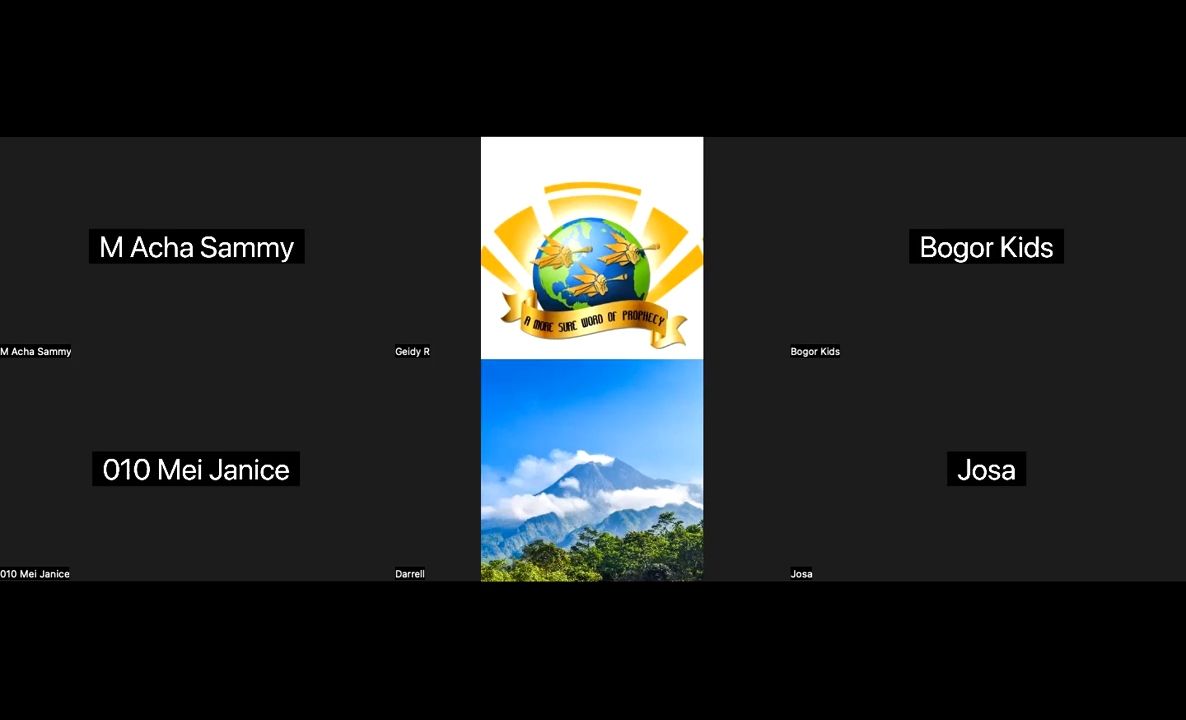 M Acha Sammy
A MORE SURE WORD OF PROPHECY
Bogor Kids
M Acha Sammy
Geidy R
Bogor Kids
010 Mei Janice
Josa
010 Mei Janice
Darrell
Josa